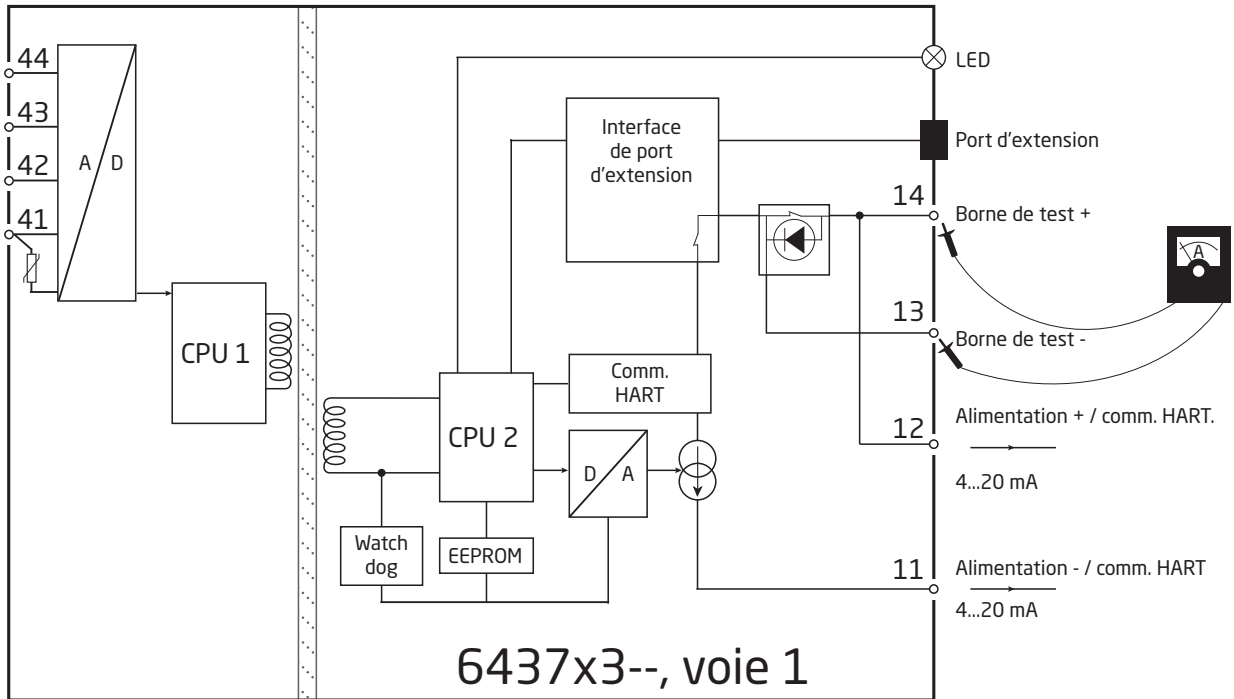 44
43
42
41
A D
CPU 1
LED
Interface
de port
d'extension
Port d'extension
14
Borne de test +
A
13
Borne de test -
Comm.
HART
CPU 2
Alimentation + / comm. HART.
12
4...20 mA
D A
Watch
dog
EEPROM
11
Alimentation - / comm. HART
4...20 mA
6437x3--, voie 1